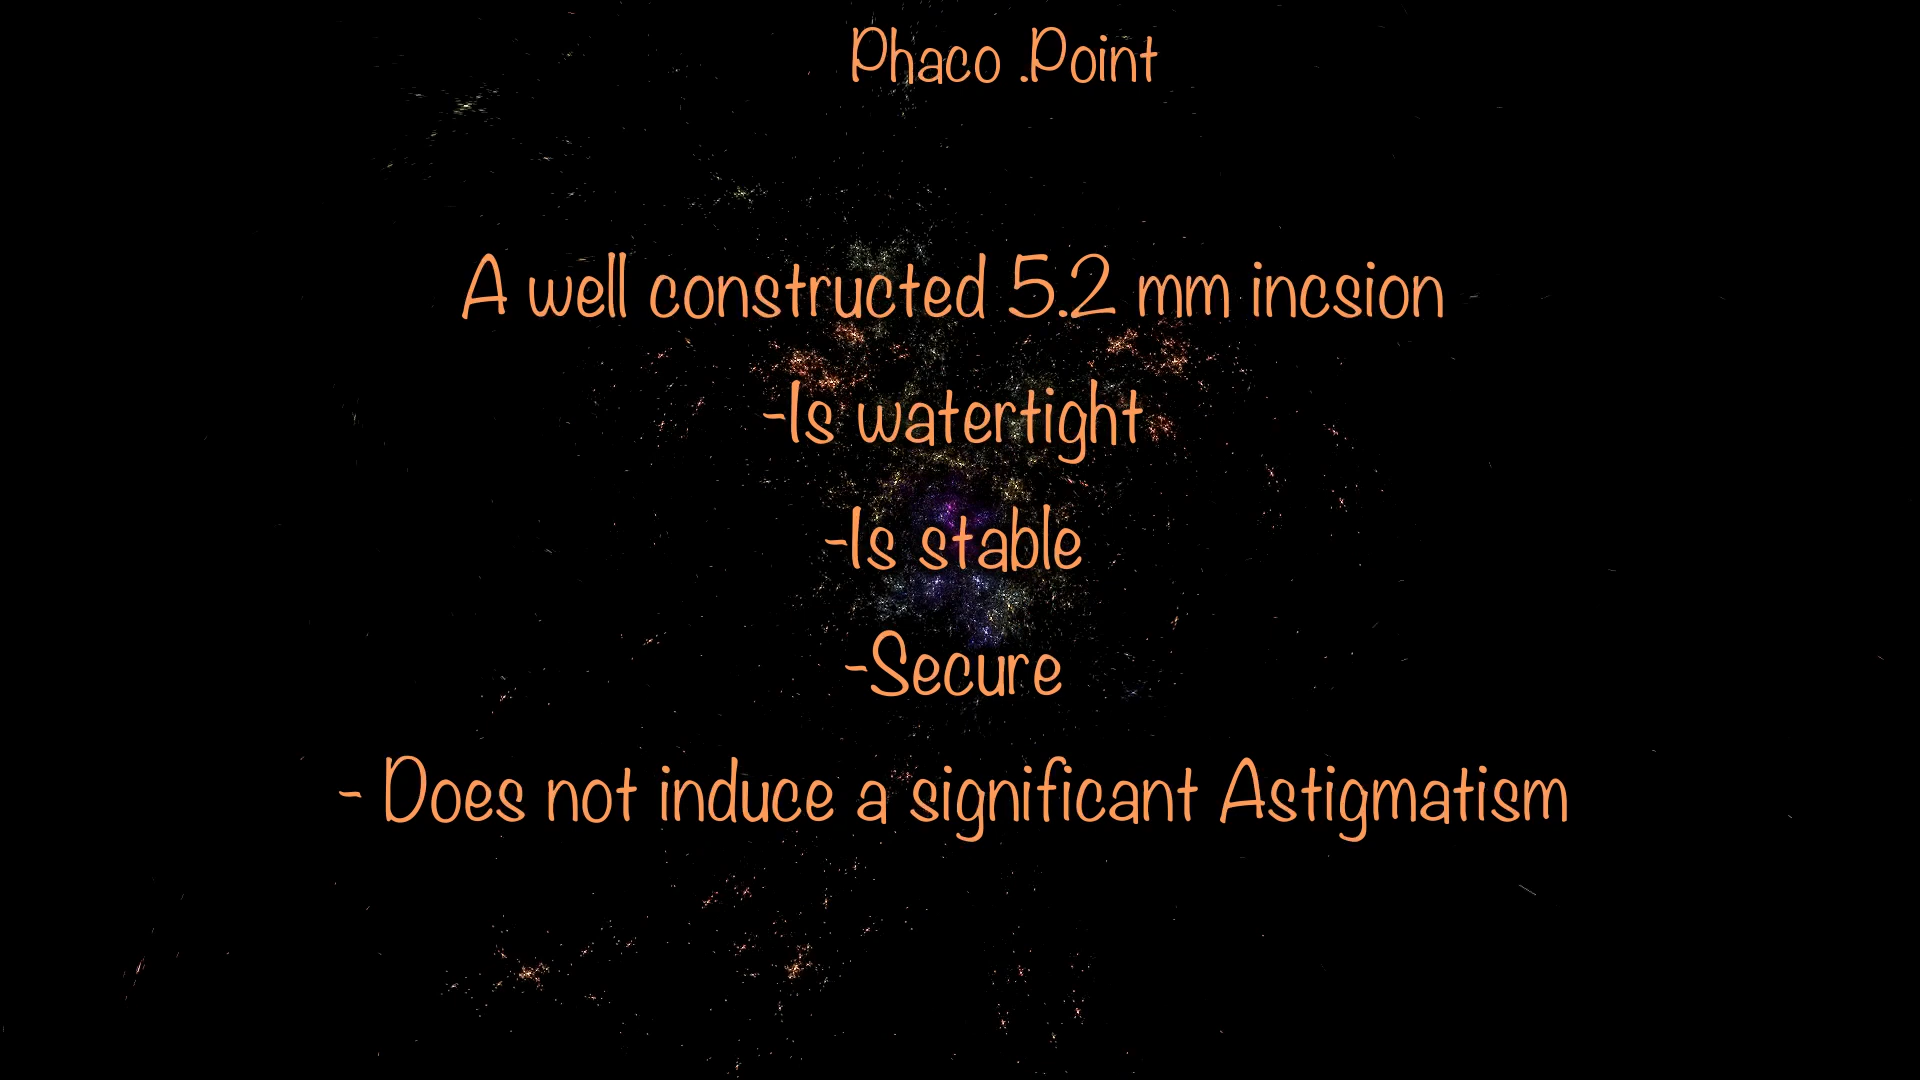 Phaco .Point
A well constructed 5.2 mm incsion
-Is watertight
-Is stable
-Secure
- Does not induce a significant Astigmatism